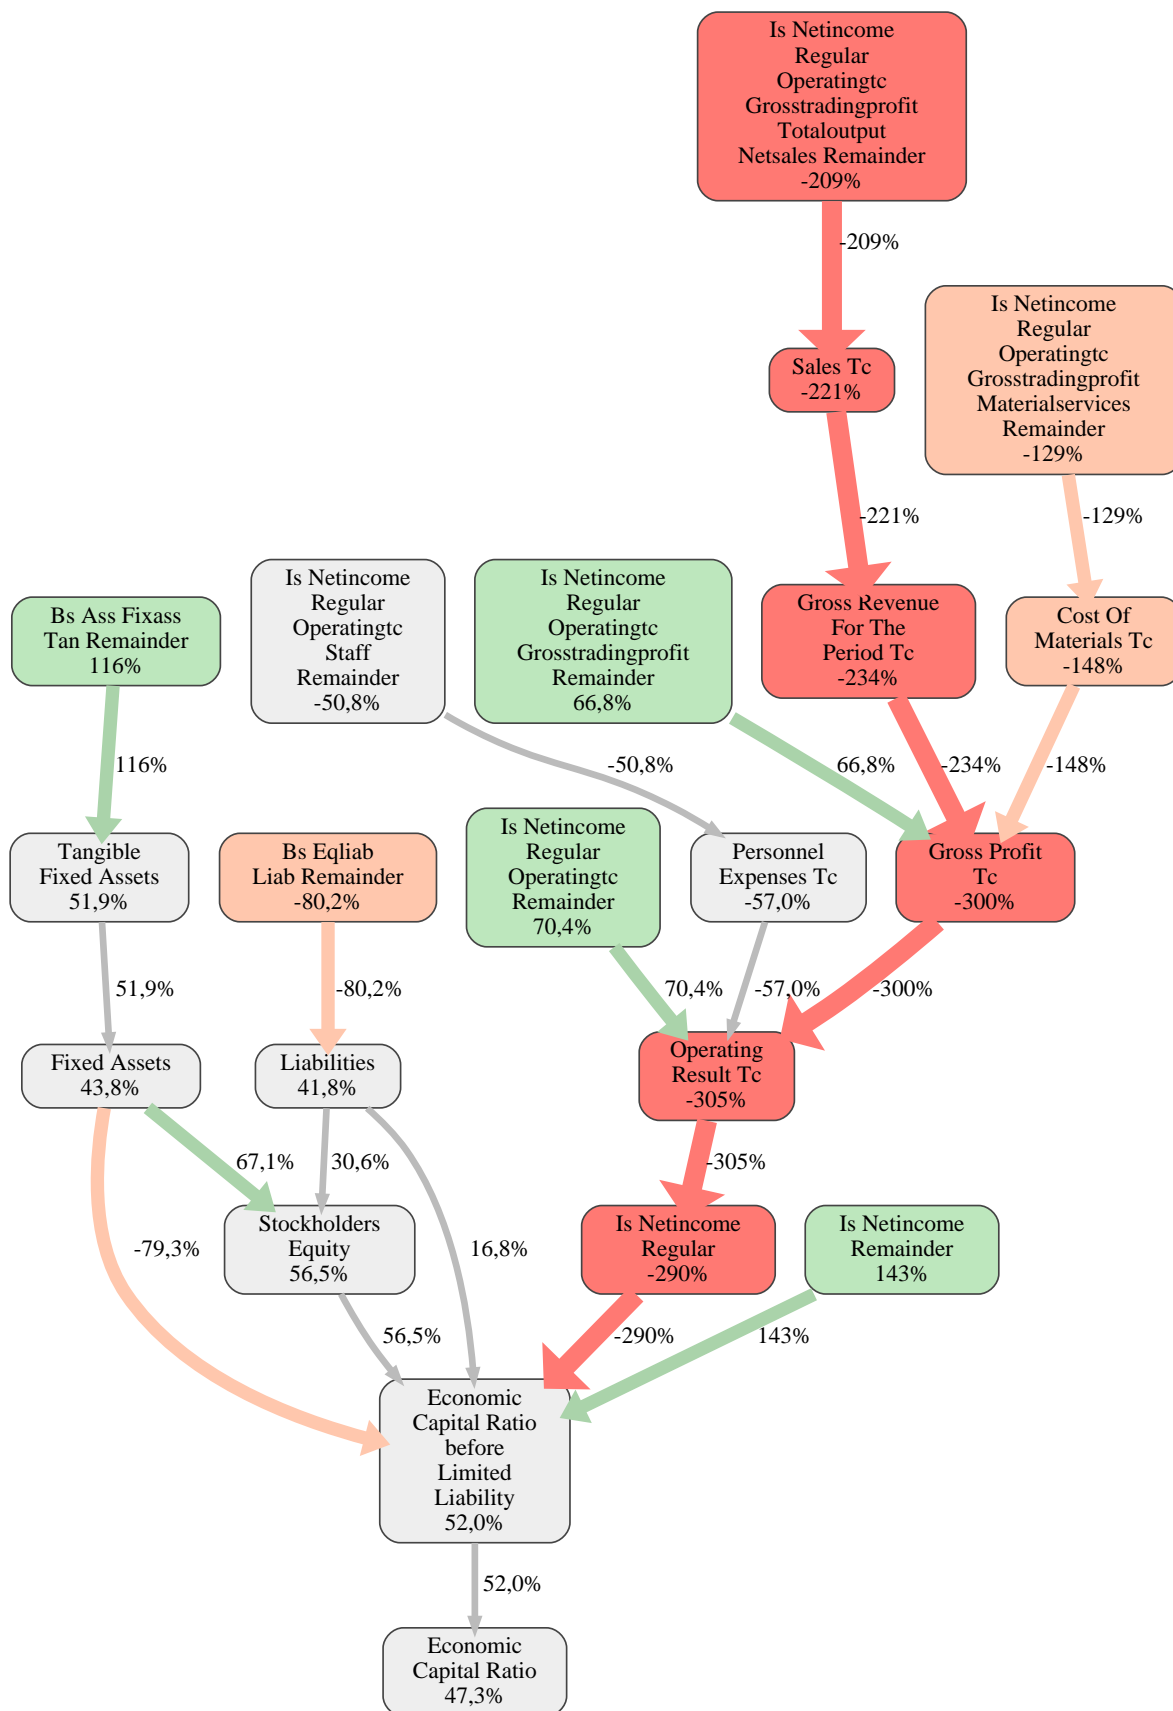 Is Netincome
Regular
Operatingtc
Grosstradingprofit
Totaloutput
Netsales Remainder
-209%
-209%
Is Netincome
Regular
Operatingtc
Grosstradingprofit
Materialservices
Remainder
-129%
Sales Tc
-221%
-221%
-129%
Is Netincome
Regular
Operatingtc
Staff
Remainder
-50,8%
Is Netincome
Regular
Operatingtc
Grosstradingprofit
Remainder
66,8%
Gross Revenue
For The
Period Tc
-234%
Cost Of
Materials Tc
-148%
Bs Ass Fixass
Tan Remainder
116%
116%
-50,8%
66,8%
-234%
-148%
Tangible
Fixed Assets
51,9%
Bs Eqliab
Liab Remainder
-80,2%
Is Netincome
Regular
Operatingtc
Remainder
70,4%
Personnel
Expenses Tc
-57,0%
Gross Profit
Tc
-300%
51,9%
-80,2%
70,4%
-57,0%
-300%
Fixed Assets
43,8%
Liabilities
41,8%
Operating
Result Tc
-305%
67,1%
30,6%
-305%
Stockholders
Equity
56,5%
-79,3%
16,8%
Is Netincome
Regular
-290%
Is Netincome
Remainder
143%
56,5%
-290%
143%
Economic
Capital Ratio
before
Limited
Liability
52,0%
52,0%
Economic
Capital Ratio
47,3%